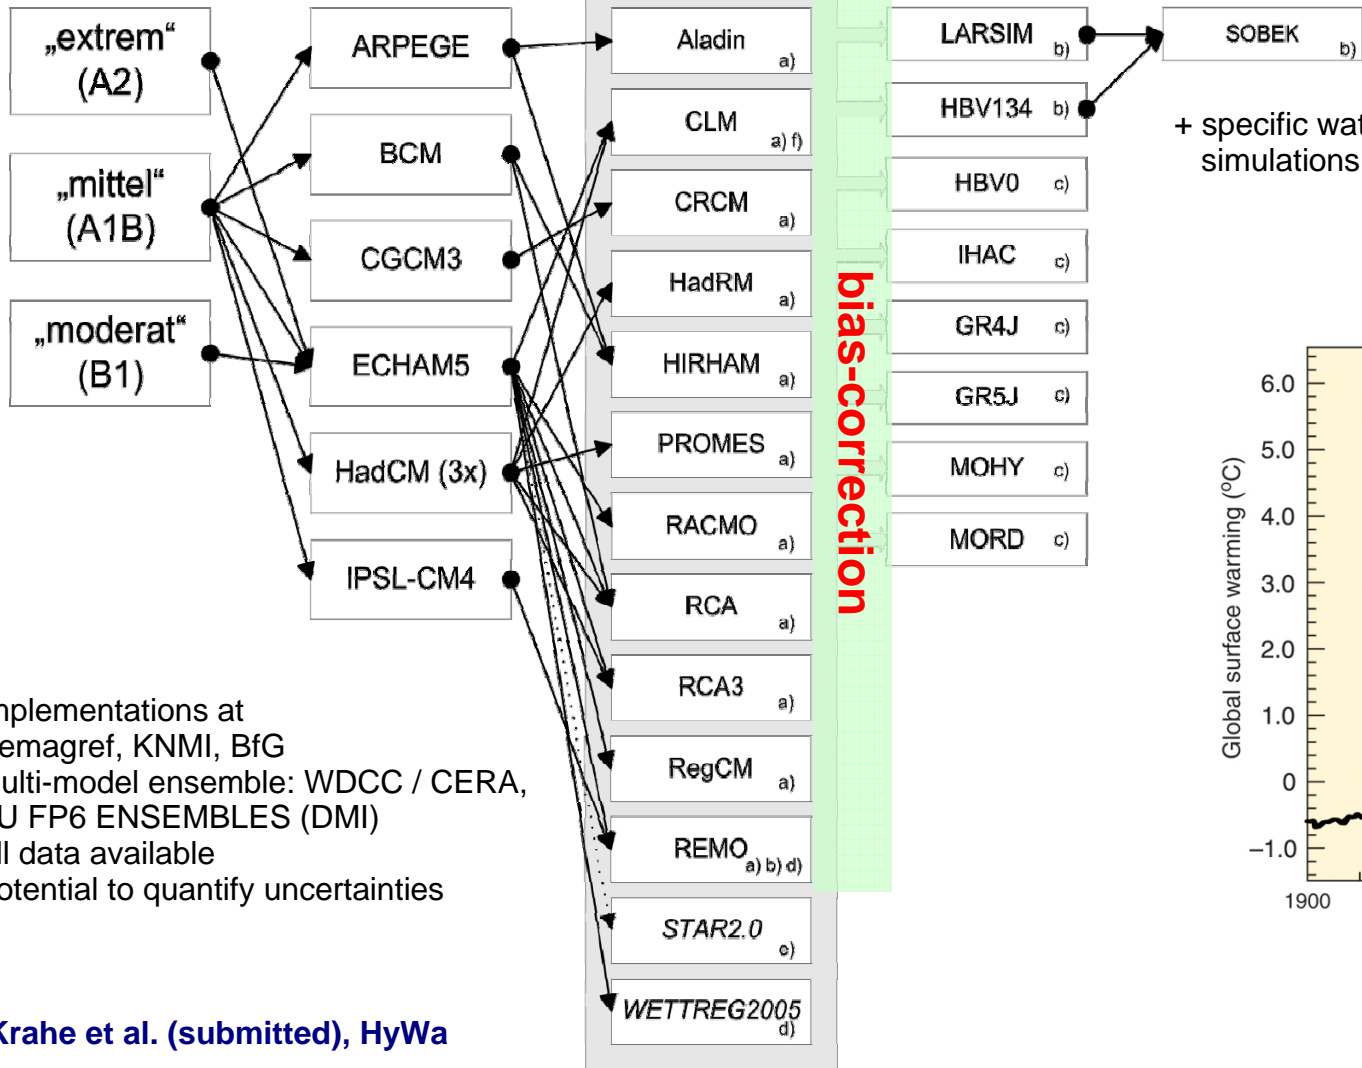 „extrem“
(A2)
„mittel“
(A1B)
„moderat“
(B1)
ARPEGE
BCM
CGCM3
ECHAM5
HadCM (3x)
IPSL-CM4
Aladin
a)
CLM
a) f)
CRCM
a)
HadRM
a)
HIRHAM
a)
PROMES
a)
RACMO
a)
RCA
a)
RCA3
a)
RegCM
a)
REMO
a) b) d)
STAR2.0
e)
WETTREG2005
d)
bias-correction
LARSIM b)
HBV134 b)
HBV0 c)
IHAC c)
GR4J c)
GR5J c)
MOHY c)
MORD c)
SOBEK b)
+ specific wat
simulations
mplementations at
emagref, KNMI, BfG
ulti-model ensemble: WDCC / CERA,
U FP6 ENSEMBLES (DMI)
ll data available
otential to quantify uncertainties
Krahe et al. (submitted), HyWa
Global surface warming (ºC)
6.0
5.0
4.0
3.0
2.0
1.0
0
–1.0
1900